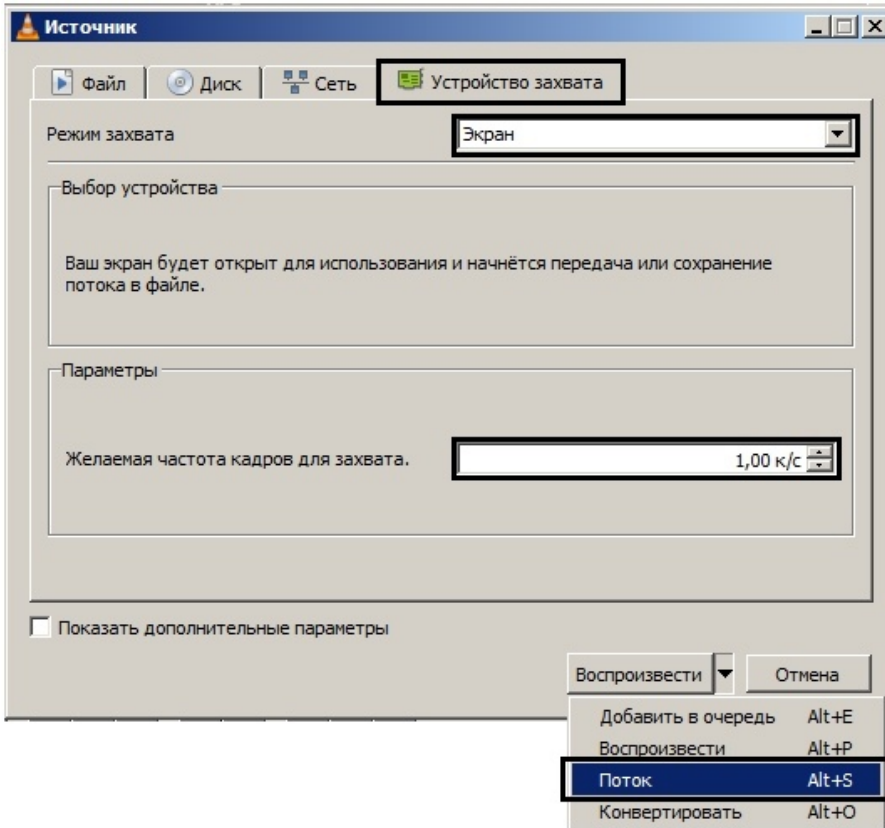 Источник
Файл Диск Сеть Устройство захвата
Режим захвата Экран
Выбор устройства
Ваш экран будет открыт для использования и начнётся передача или сохранение
потока в файле.
Параметры
Желаемая частота кадров для захвата. 1,00 к/с
Показать дополнительные параметры
Воспроизвести Отмена
Добавить в очередь Alt+E
Воспроизвести Alt+P
Поток Alt+S
Конвертировать Alt+O